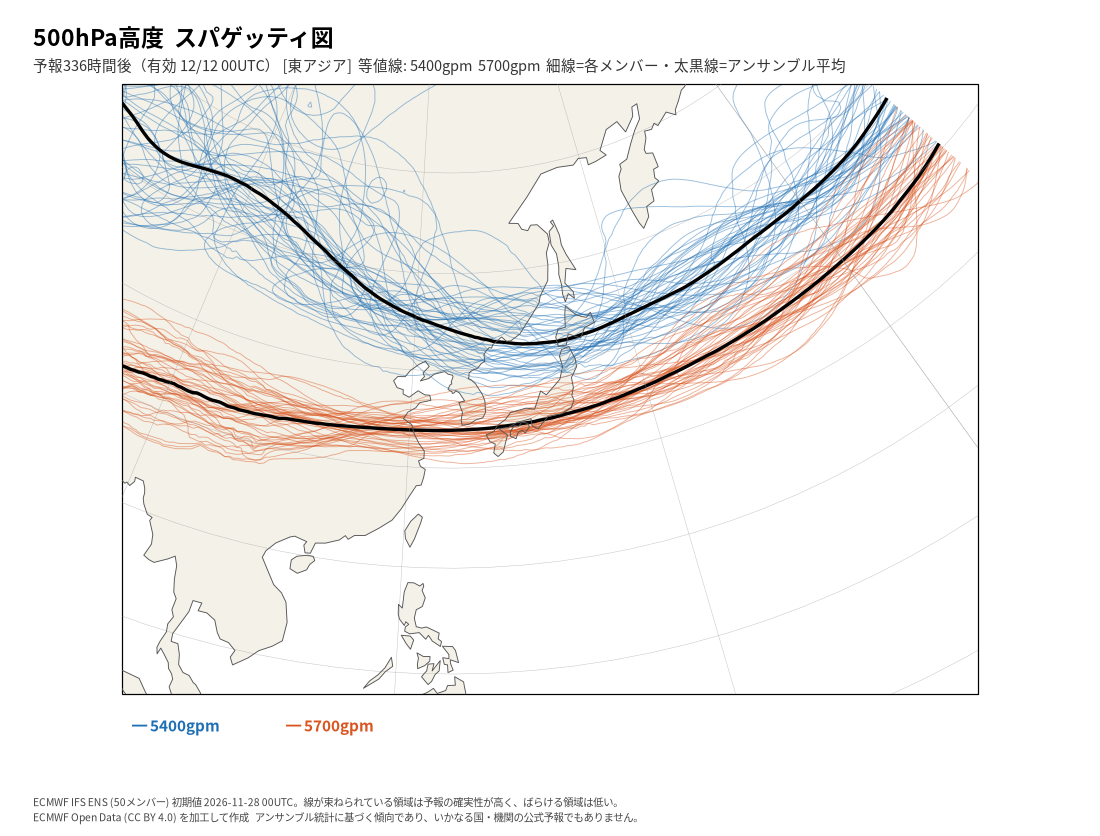 500hPa高度 スパゲッティ図
予報336時間後（有効 12/12 00UTC） [東アジア] 等値線: 5400gpm 5700gpm 細線=各メンバー・太黒線=アンサンブル平均
5400gpm 5700gpm
ECMWF IFS ENS (50メンバー) 初期値 2026-11-28 00UTC。線が束ねられている領域は予報の確実性が高く、ばらける領域は低い。
ECMWF Open Data (CC BY 4.0) を加工して作成 アンサンブル統計に基づく傾向であり、いかなる国・機関の公式予報でもありません。